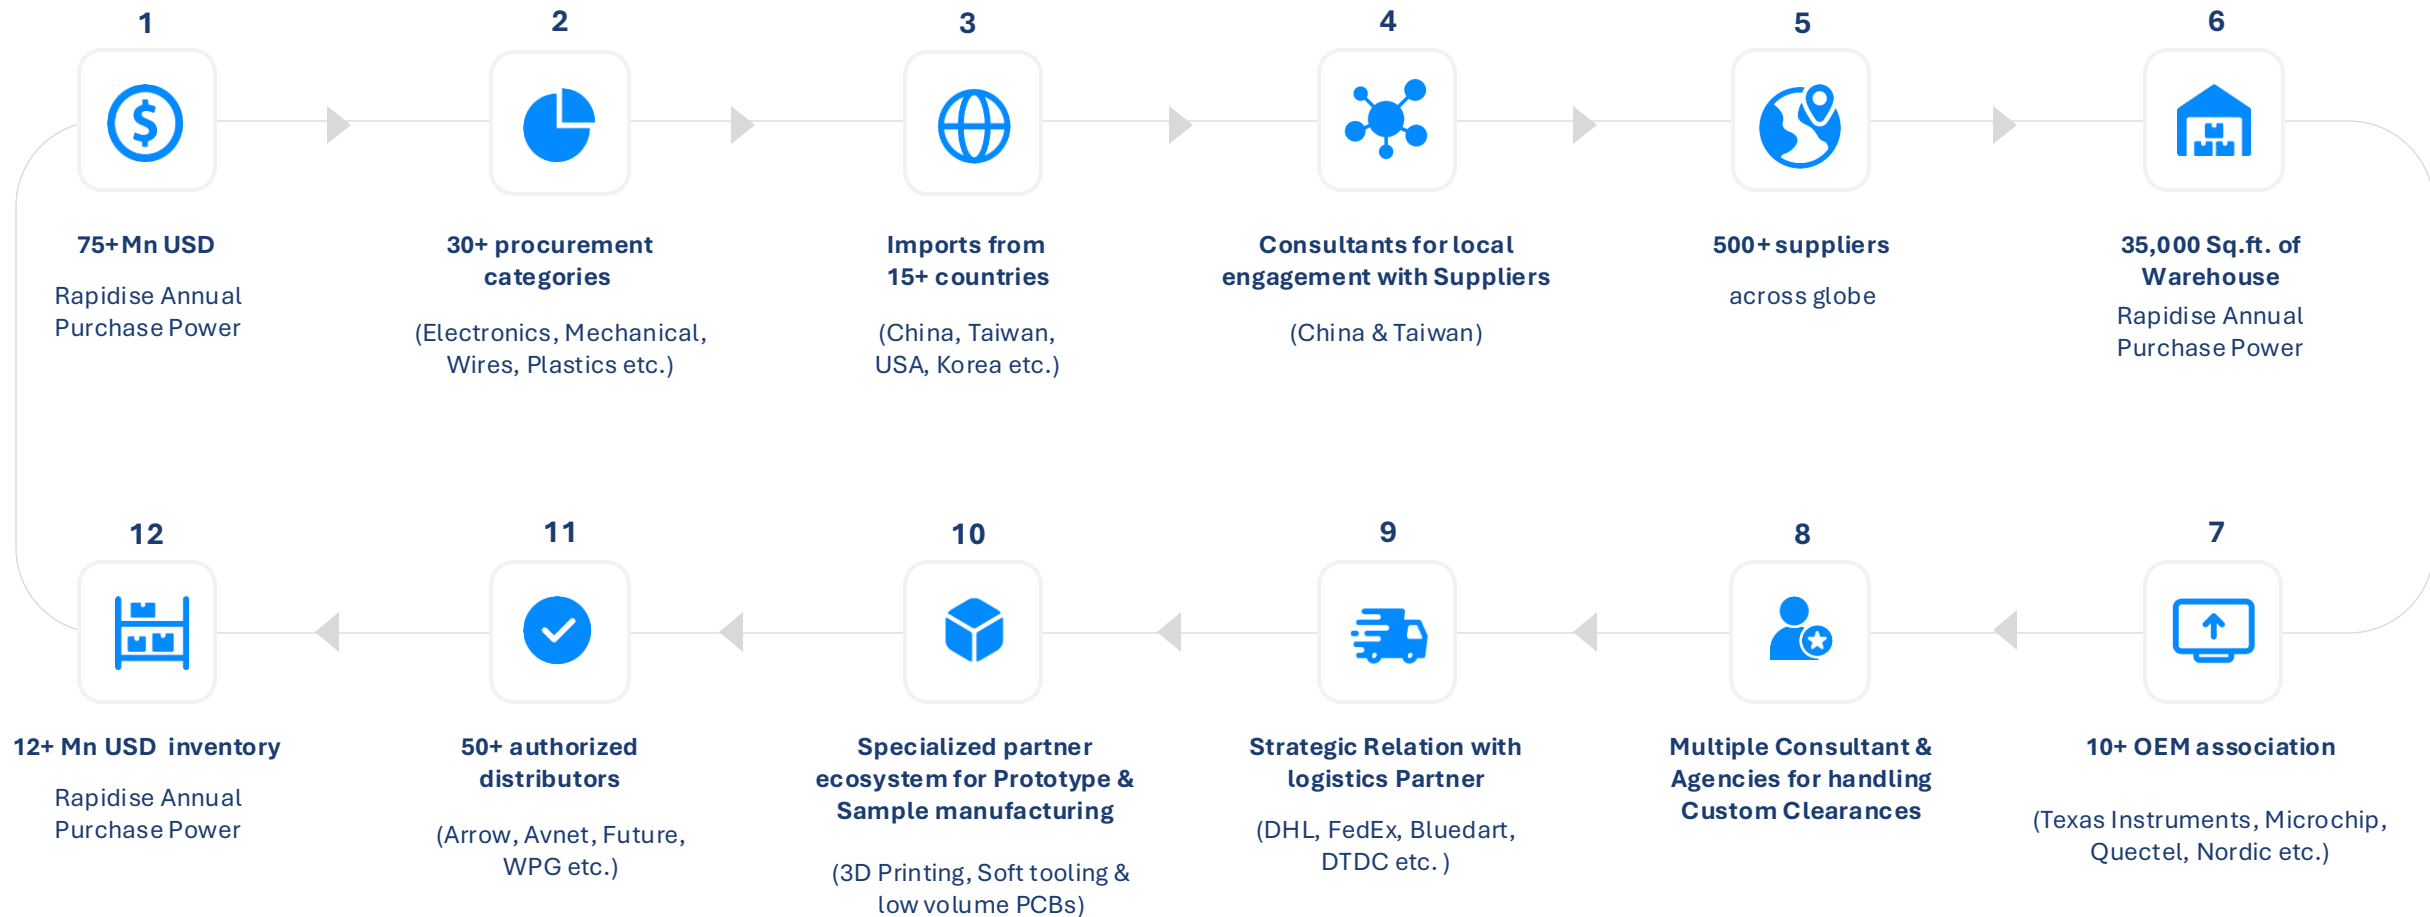 1
75+Mn USD
Rapidise Annual
Purchase Power
2
30+ procurement
categories
(Electronics, Mechanical,
Wires, Plastics etc.)
3
Imports from
15+ countries
(China, Taiwan,
USA, Korea etc.)
4
Consultants for local
engagement with Suppliers
(China & Taiwan)
5
500+ suppliers
across globe
6
35,000 Sq.ft. of
Warehouse
Rapidise Annual
Purchase Power
7
10+ OEM association
(Texas Instruments, Microchip,
Quectel, Nordic etc.)
8
Multiple Consultant &
Agencies for handling
Custom Clearances
9
Strategic Relation with
logistics Partner
(DHL, FedEx, Bluedart,
DTDC etc. )
10
Specialized partner
ecosystem for Prototype &
Sample manufacturing
(3D Printing, Soft tooling &
low volume PCBs)
11
50+ authorized
distributors
(Arrow, Avnet, Future,
WPG etc.)
12
12+ Mn USD inventory
Rapidise Annual
Purchase Power